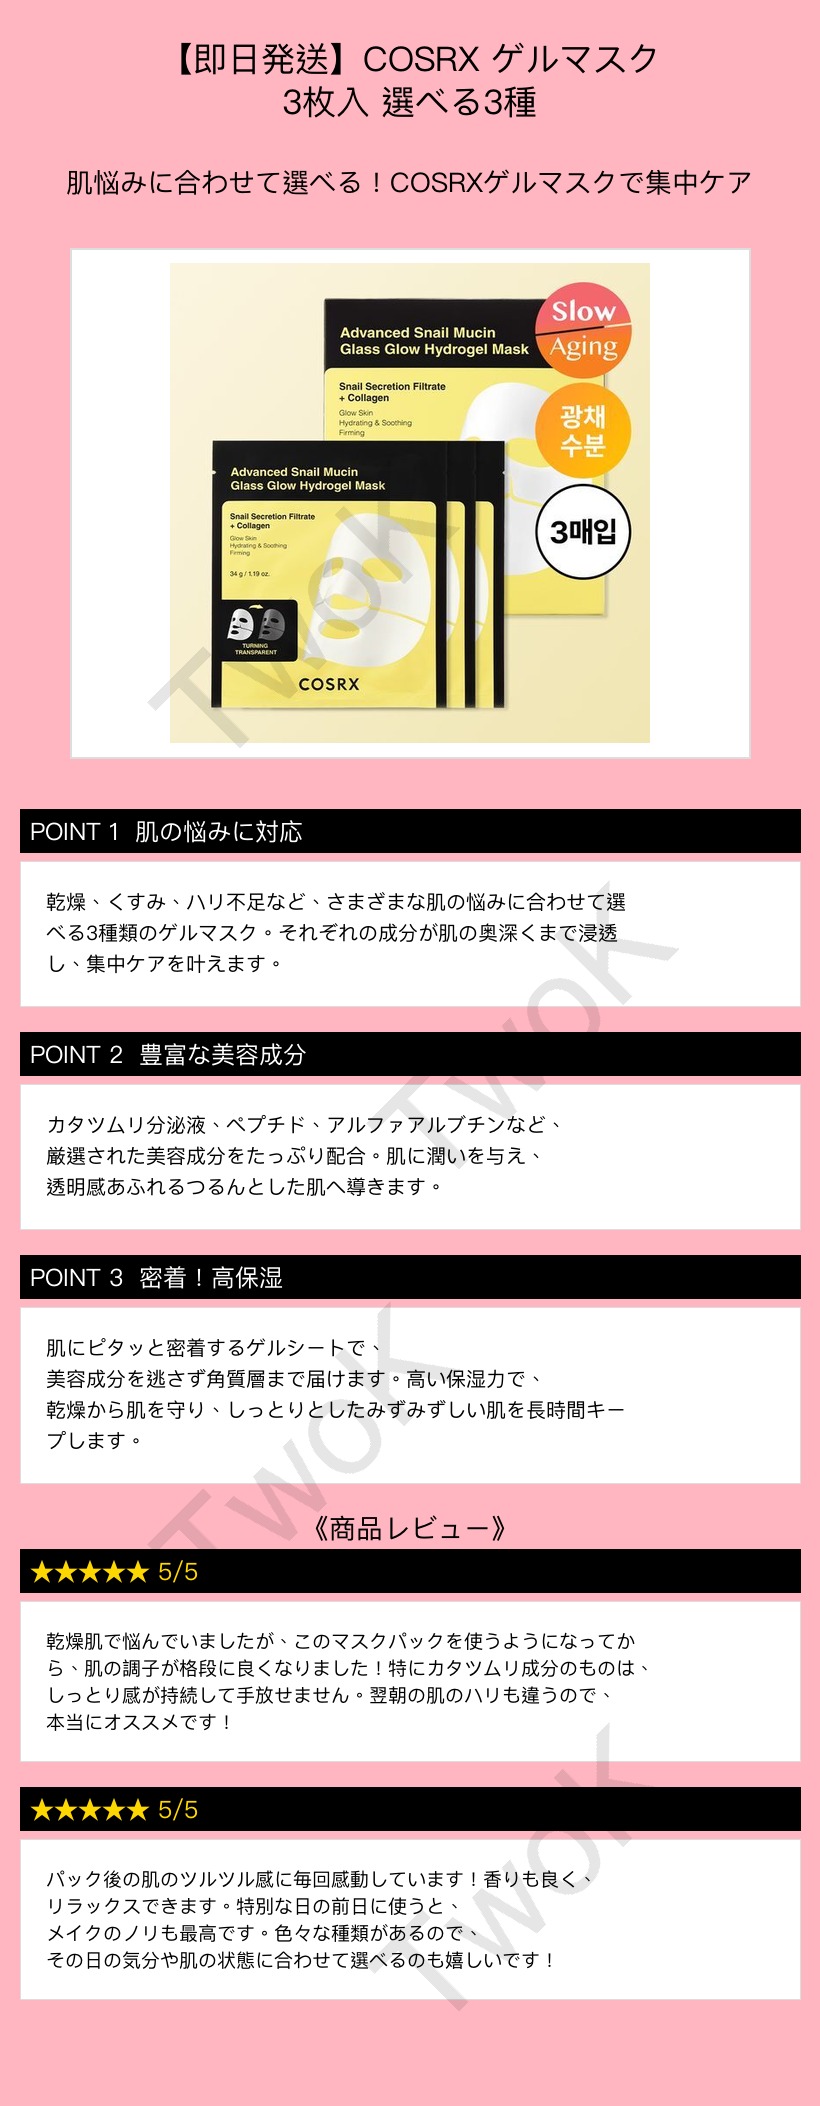 【即日発送】COSRX ゲルマスク
3枚入 選べる3種
肌悩みに合わせて選べる！COSRXゲルマスクで集中ケア
Advanced Snail Mucin
Glass Glow Hydrogel Mask
Snail Secretion Filtrate
+ Collagen
Glow Skin
Hydrating & Soothing
Firming
Slow
Aging
광채
수분
3매입
Advanced Snail Mucin
Glass Glow Hydrogel Mask
Snail Secretion Filtrate
+ Collagen
Glow Skin
Hydrating & Soothing
Firming
34 g / 1.19 oz.
TURNING
TRANSPARENT
COSRX
TwoK
POINT 1 肌の悩みに対応
乾燥、くすみ、ハリ不足など、さまざまな肌の悩みに合わせて選
べる3種類のゲルマスク。それぞれの成分が肌の奥深くまで浸透
し、集中ケアを叶えます。
TwoK
POINT 2 豊富な美容成分
カタツムリ分泌液、ペプチド、アルファアルブチンなど、
厳選された美容成分をたっぷり配合。肌に潤いを与え、
透明感あふれるつるんとした肌へ導きます。
POINT 3 密着！高保湿
肌にピタッと密着するゲルシートで、
美容成分を逃さず角質層まで届けます。高い保湿力で、
乾燥から肌を守り、しっとりとしたみずみずしい肌を長時間キー
プします。
TwoK
《商品レビュー》
★★★★★ 5/5
乾燥肌で悩んでいましたが、このマスクパックを使うようになってか
ら、肌の調子が格段に良くなりました！特にカタツムリ成分のものは、
しっとり感が持続して手放せません。翌朝の肌のハリも違うので、
本当にオススメです！
★★★★★ 5/5
パック後の肌のツルツル感に毎回感動しています！香りも良く、
リラックスできます。特別な日の前日に使うと、
メイクのノリも最高です。色々な種類があるので、
その日の気分や肌の状態に合わせて選べるのも嬉しいです！
TwoK